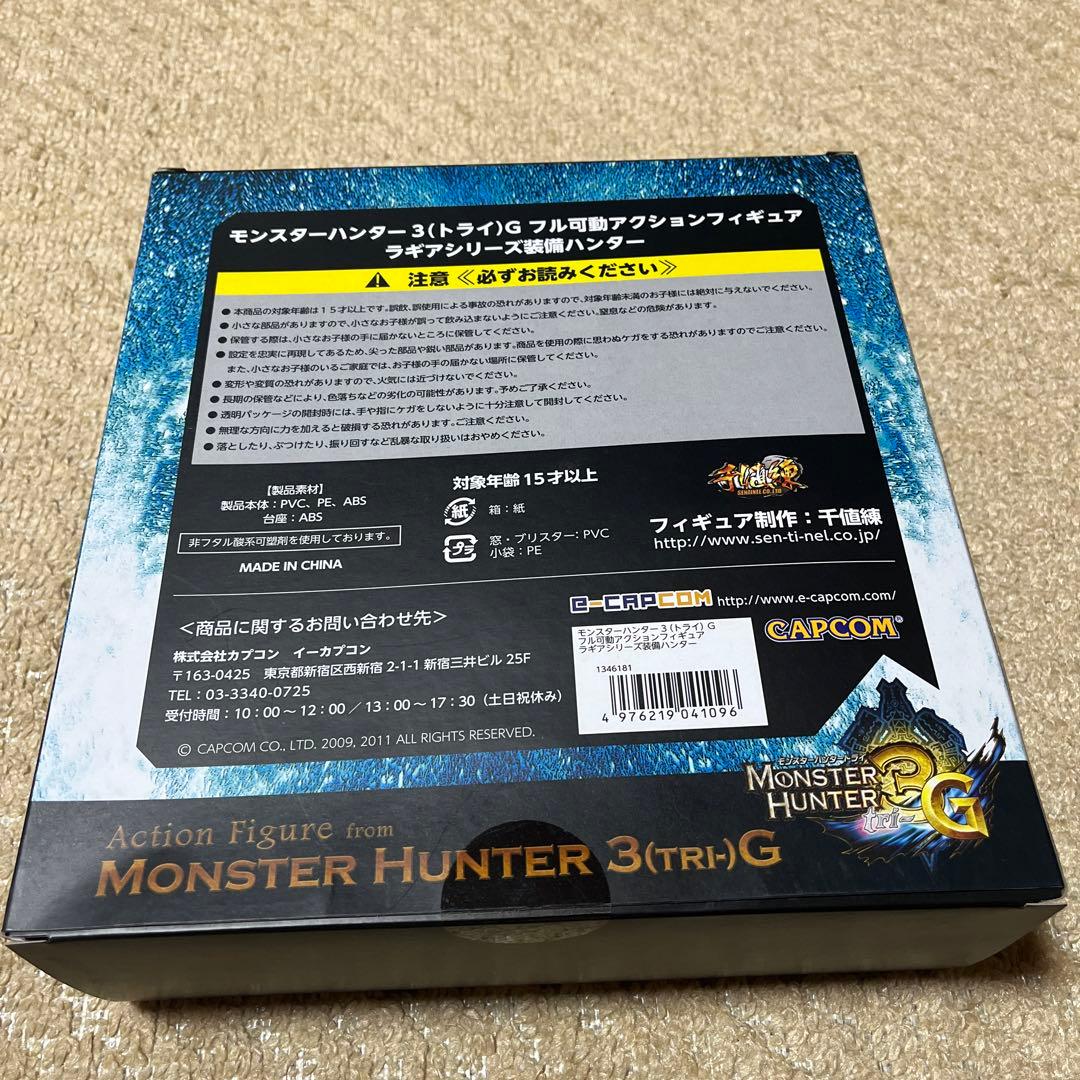 モンスターハンター３(トライ)G フル可動アクションフィギュア
ラギアシリーズ装備ハンター
注意 ≪必ずお読みください≫
● 本商品の対象年齢は１５才以上です。誤飲、誤使用による事故の恐れがありますので、対象年齢未満のお子様には絶対に与えないでください。
● 小さな部品がありますので、小さなお子様が誤って飲み込まないようにご注意ください。窒息などの危険があります。
● 保管する際は、小さなお子様の手に届かないところに保管してください。
● 設定を忠実に再現してあるため、尖った部品や鋭い部品があります。商品を使用の際に思わぬケガをする恐れがありますのでご注意ください。
また、小さなお子様のいるご家庭では、お子様の手の届かない場所に保管してください。
● 変形や変質の恐れがありますので、火気には近づけないでください。
● 長期の保管などにより、色落ちなどの劣化の可能性があります。予めご了承ください。
● 透明パッケージの開封時には、手や指にケガをしないように十分注意して開封してください。
● 無理な方向に力を加えると破損する恐れがあります。ご注意ください。
● 落としたり、ぶつけたり、振り回すなど乱暴な取り扱いはおやめください。
【製品素材】
製品本体：PVC、PE、ABS
台座：ABS
非フタル酸系可塑剤を使用しております。
MADE IN CHINA
対象年齢15才以上
紙
箱：紙
プラ
窓・ブリスター：PVC
小袋：PE
千値練
SENTINEL CO.,LTD
フィギュア制作：千値練
http://www.sen-ti-nel.co.jp/
e-CAPCOM http://www.e-capcom.com/
CAPCOM®
＜商品に関するお問い合わせ先＞
株式会社カプコン　イーカプコン
〒163-0425　東京都新宿区西新宿 2-1-1 新宿三井ビル 25F
TEL：03-3340-0725
受付時間：10：00～12：00／13：00～17：30（土日祝休み）
© CAPCOM CO., LTD. 2009, 2011 ALL RIGHTS RESERVED.
モンスターハンター３(トライ) G
フル可動アクションフィギュア
ラギアシリーズ装備ハンター
1346181
4 976219 041096
モンスターハンタートライ
MONSTER
HUNTER
3
tri-
G
Action Figure from
MONSTER HUNTER 3(TRI-)G